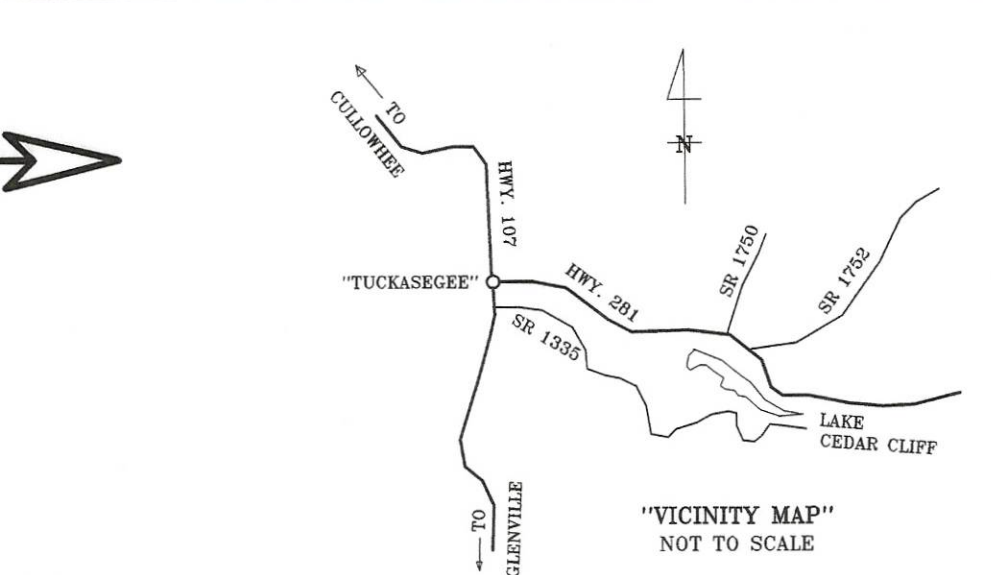 TO
CULLOWHEE
HWY. 107
N
"TUCKASEGEE"
HWY. 281
SR 1750
SR 1752
SR 1335
LAKE
CEDAR CLIFF
TO
GLENVILLE
"VICINITY MAP"
NOT TO SCALE